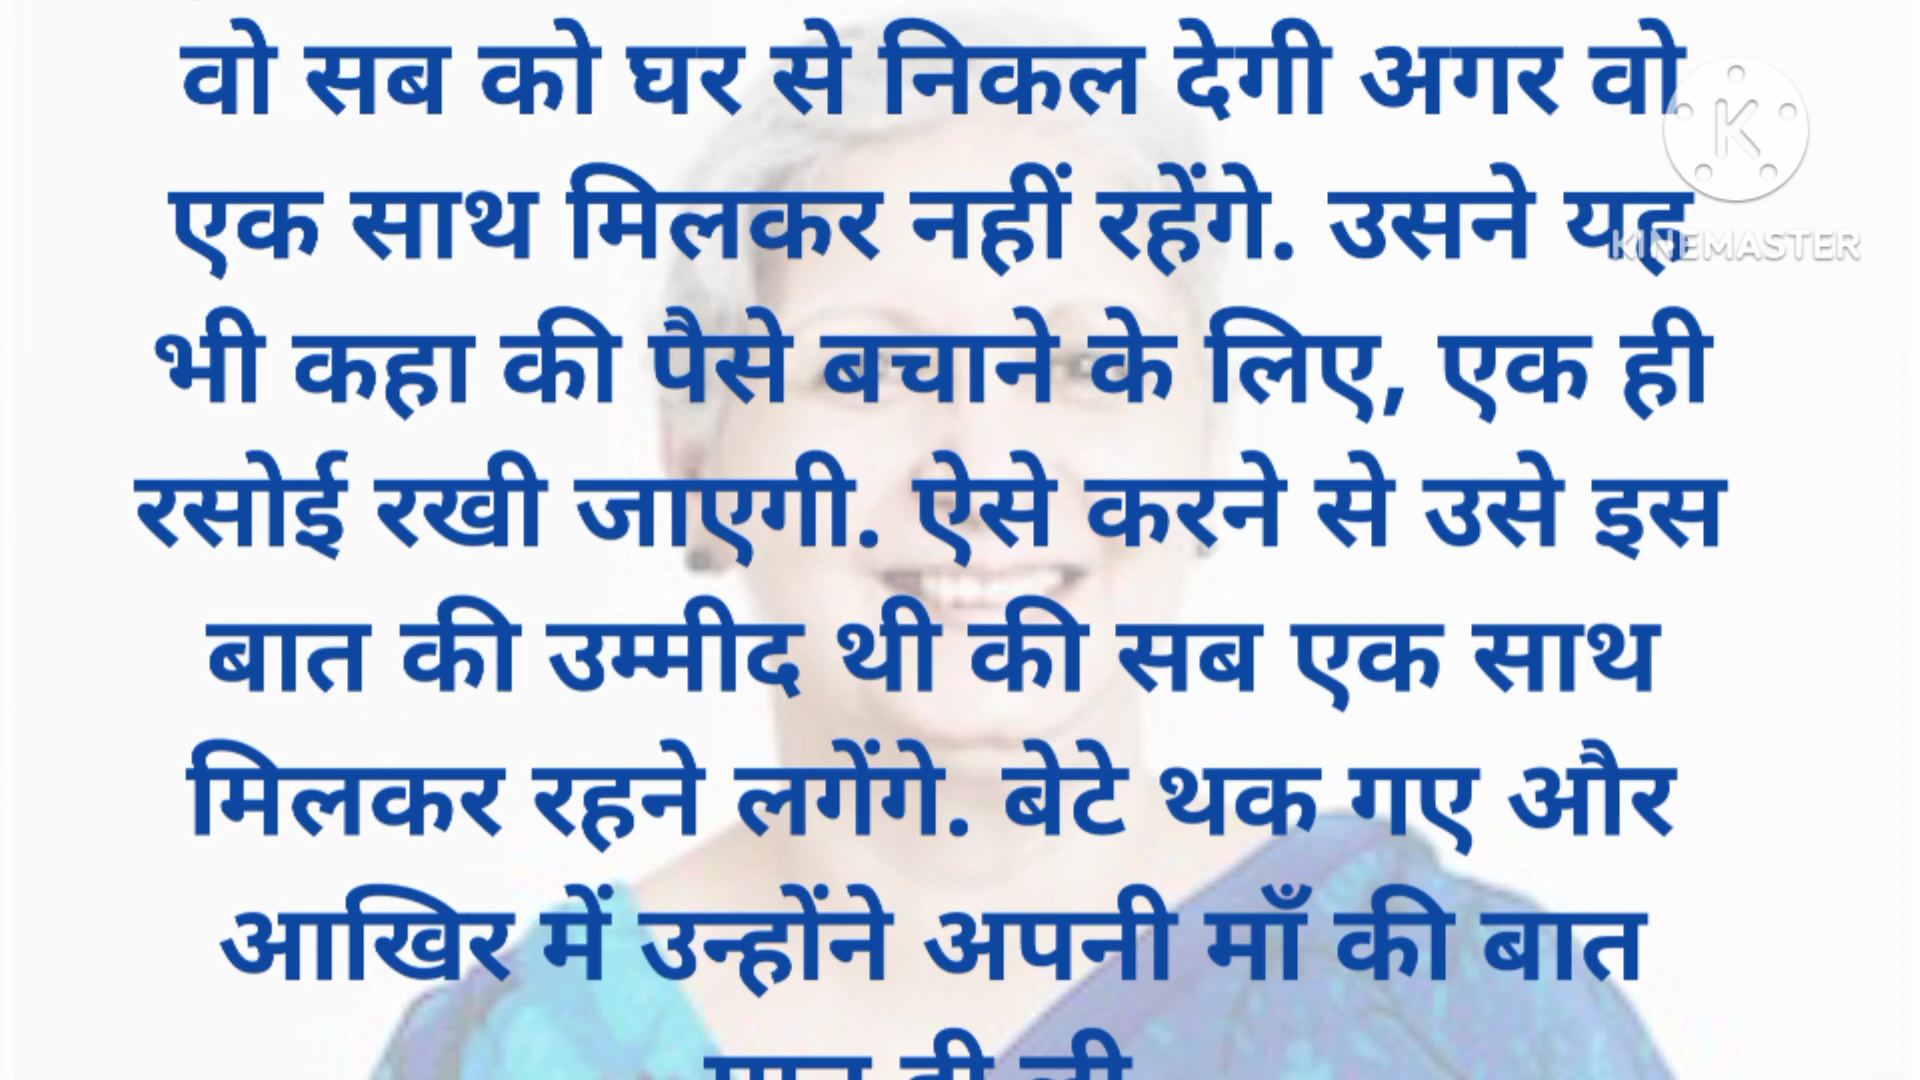 वो सब को घर से निकल देगी अगर वो
एक साथ मिलकर नहीं रहेंगे. उसने यह
भी कहा की पैसे बचाने के लिए, एक ही
रसोई रखी जाएगी. ऐसे करने से उसे इस
बात की उम्मीद थी की सब एक साथ
मिलकर रहने लगेंगे. बेटे थक गए और
आखिर में उन्होंने अपनी माँ की बात
K
KINEMASTER